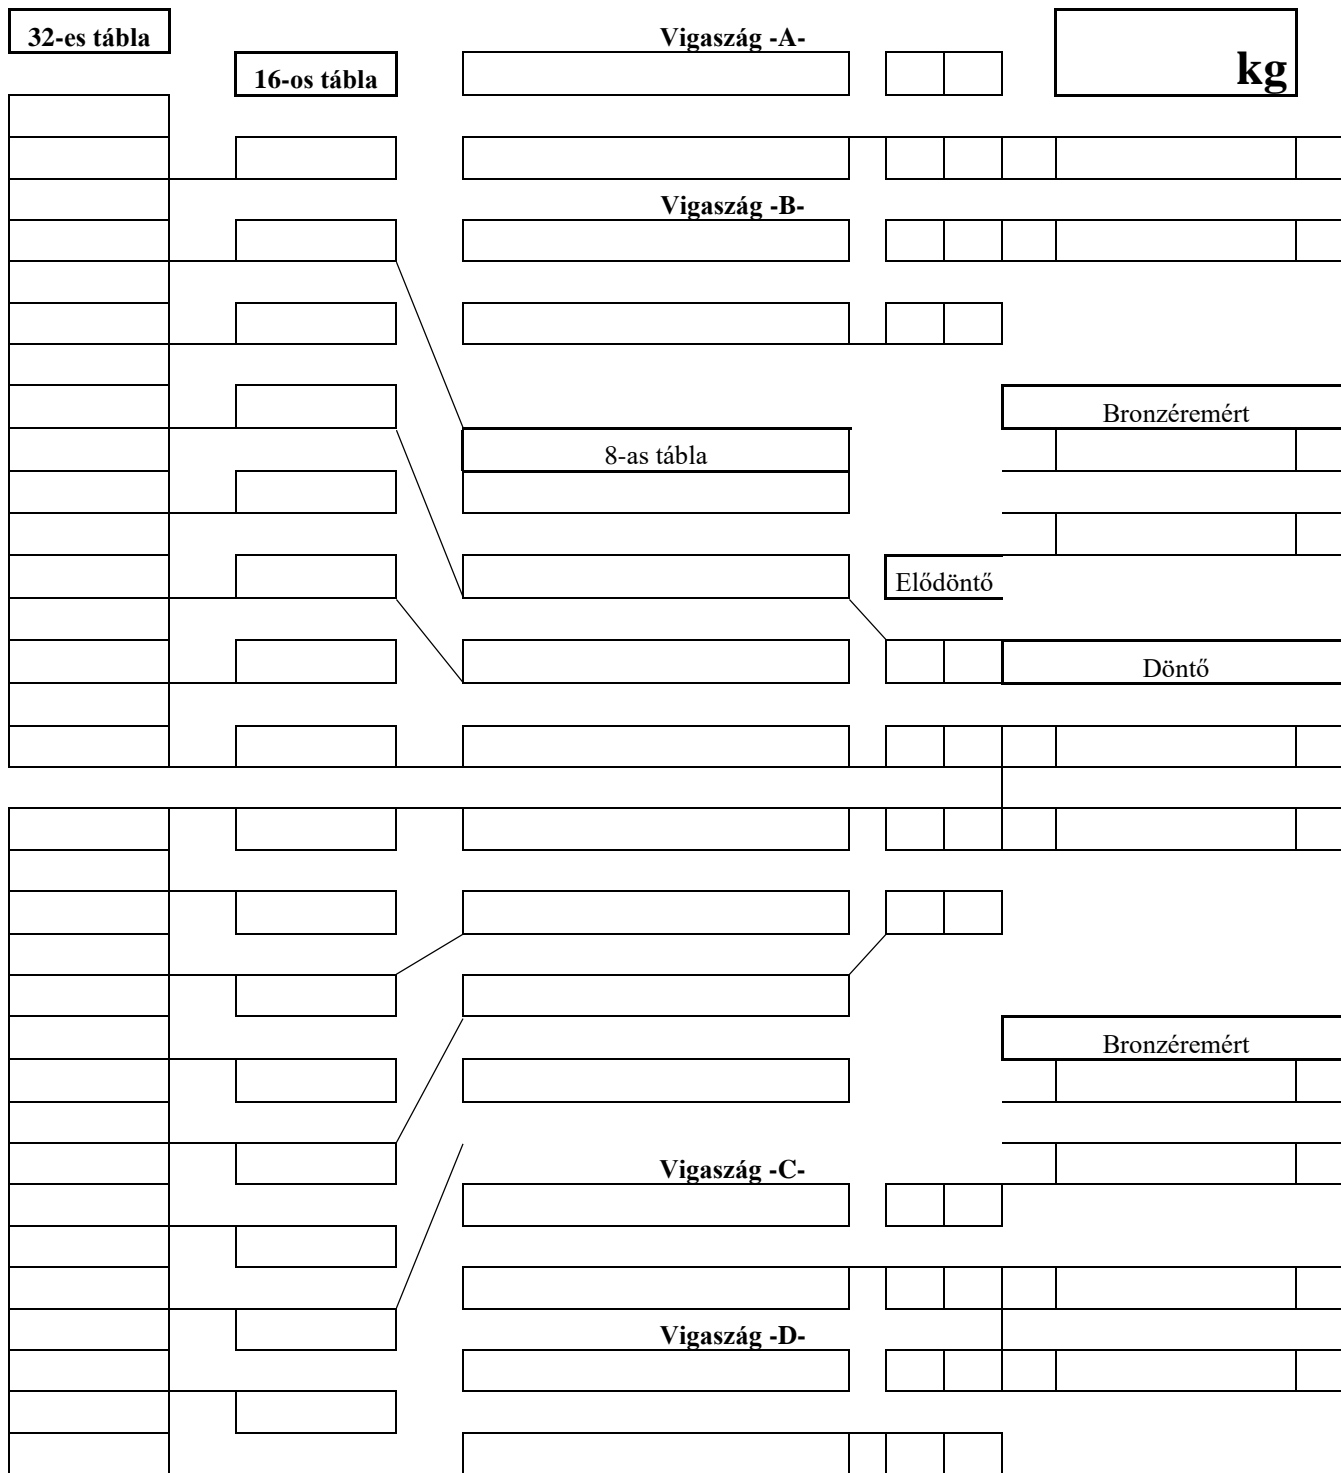 32-es tábla
Vigaszág -A-
16-os tábla
kg
Vigaszág -B-
Bronzéremért
8-as tábla
Elődöntő
Döntő
Bronzéremért
Vigaszág -C-
Vigaszág -D-